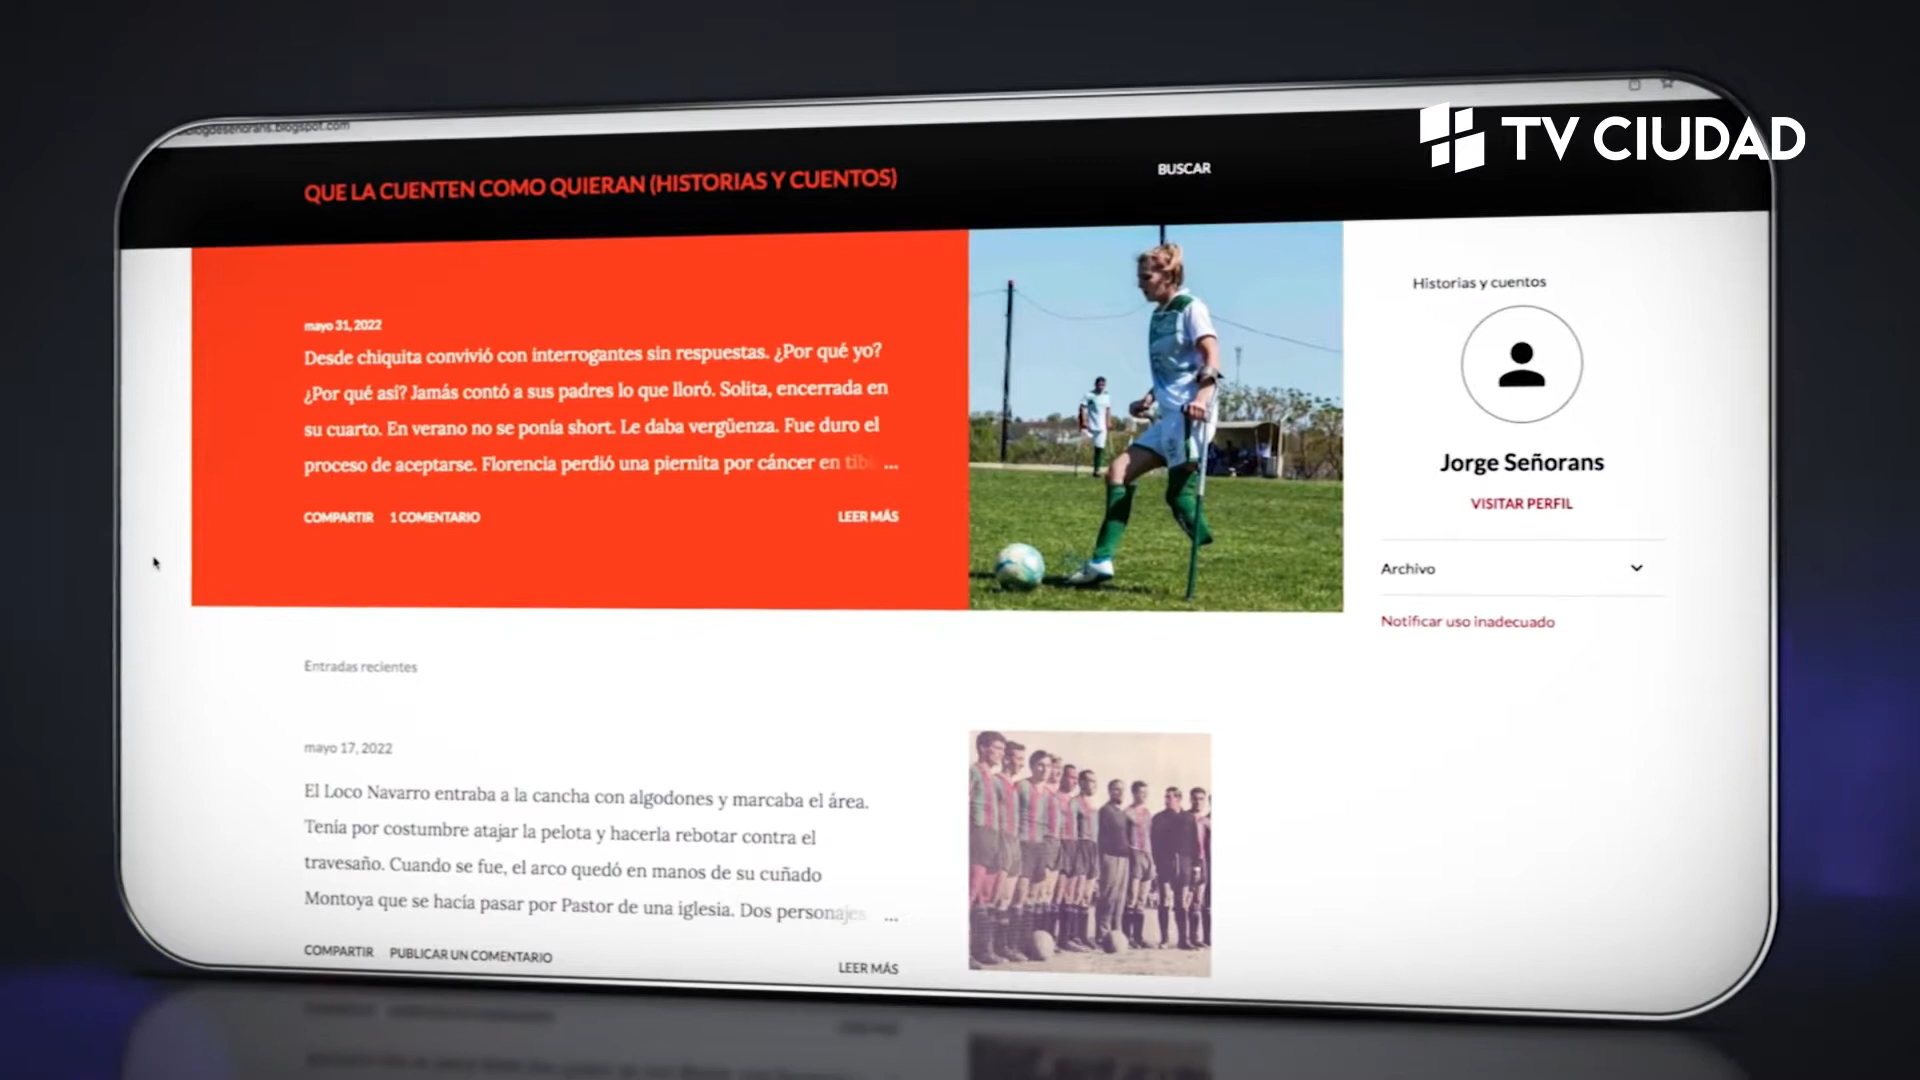 blogdesenorans.blogspot.com
TV CIUDAD
QUE LA CUENTEN COMO QUIERAN (HISTORIAS Y CUENTOS)
BUSCAR
mayo 31, 2022
Desde chiquita convivió con interrogantes sin respuestas. ¿Por qué yo?
¿Por qué así? Jamás contó a sus padres lo que lloró. Solita, encerrada en
su cuarto. En verano no se ponía short. Le daba vergüenza. Fue duro el
proceso de aceptarse. Florencia perdió una piernita por cáncer en ...
COMPARTIR 1 COMENTARIO
LEER MÁS
Historias y cuentos
Jorge Señorans
VISITAR PERFIL
Archivo
Notificar uso inadecuado
Entradas recientes
mayo 17, 2022
El Loco Navarro entraba a la cancha con algodones y marcaba el área.
Tenía por costumbre atajar la pelota y hacerla rebotar contra el
travesaño. Cuando se fue, el arco quedó en manos de su cuñado
Montoya que se hacía pasar por Pastor de una iglesia. Dos personajes ...
COMPARTIR PUBLICAR UN COMENTARIO
LEER MÁS